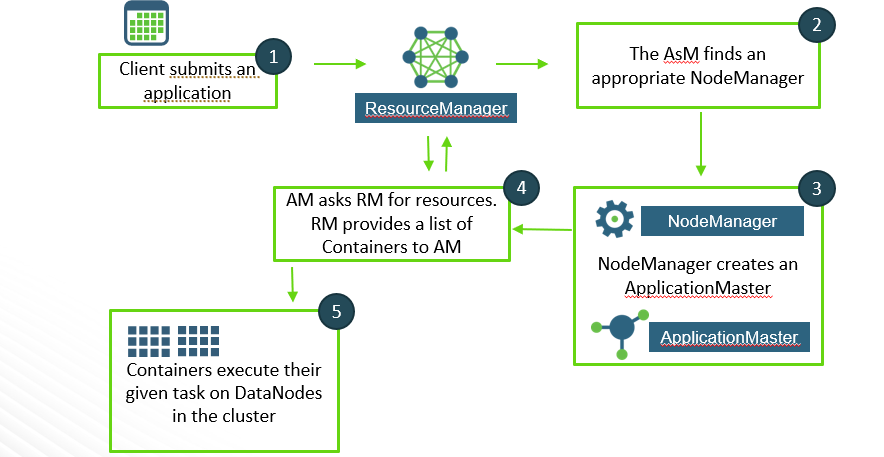 1
Client submits an
application
ResourceManager
2
The AsM finds an
appropriate NodeManager
3
NodeManager
NodeManager creates an
ApplicationMaster
ApplicationMaster
4
AM asks RM for resources.
RM provides a list of
Containers to AM
5
Containers execute their
given task on DataNodes
in the cluster